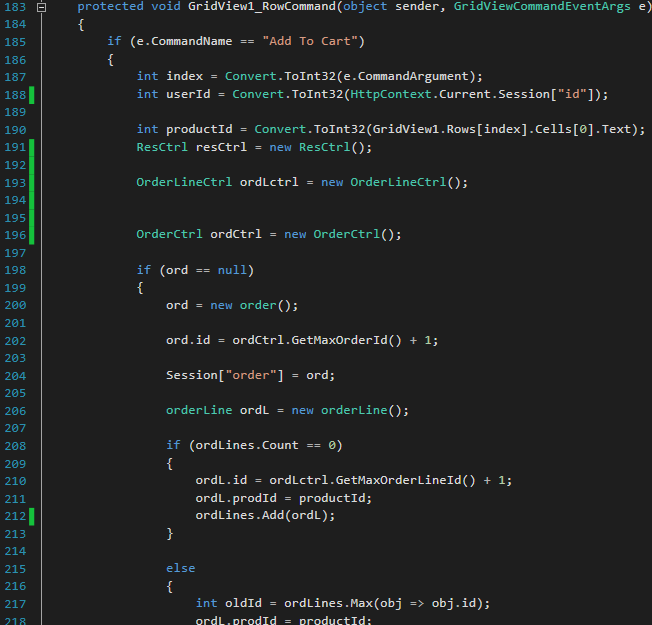 183 protected void GridView1_RowCommand(object sender, GridViewCommandEventArgs e)
184 {
185 if (e.CommandName == "Add To Cart")
186 {
187 int index = Convert.ToInt32(e.CommandArgument);
188 int userId = Convert.ToInt32(HttpContext.Current.Session["id"]);
189
190 int productId = Convert.ToInt32(GridView1.Rows[index].Cells[0].Text);
191 ResCtrl resCtrl = new ResCtrl();
192
193 OrderLineCtrl ordLctrl = new OrderLineCtrl();
194
195
196 OrderCtrl ordCtrl = new OrderCtrl();
197
198 if (ord == null)
199 {
200 ord = new order();
201
202 ord.id = ordCtrl.GetMaxOrderId() + 1;
203
204 Session["order"] = ord;
205
206 orderLine ordL = new orderLine();
207
208 if (ordLines.Count == 0)
209 {
210 ordL.id = ordLctrl.GetMaxOrderLineId() + 1;
211 ordL.prodId = productId;
212 ordLines.Add(ordL);
213 }
214
215 else
216 {
217 int oldId = ordLines.Max(obj => obj.id);
218 ordL.prodId = productId;